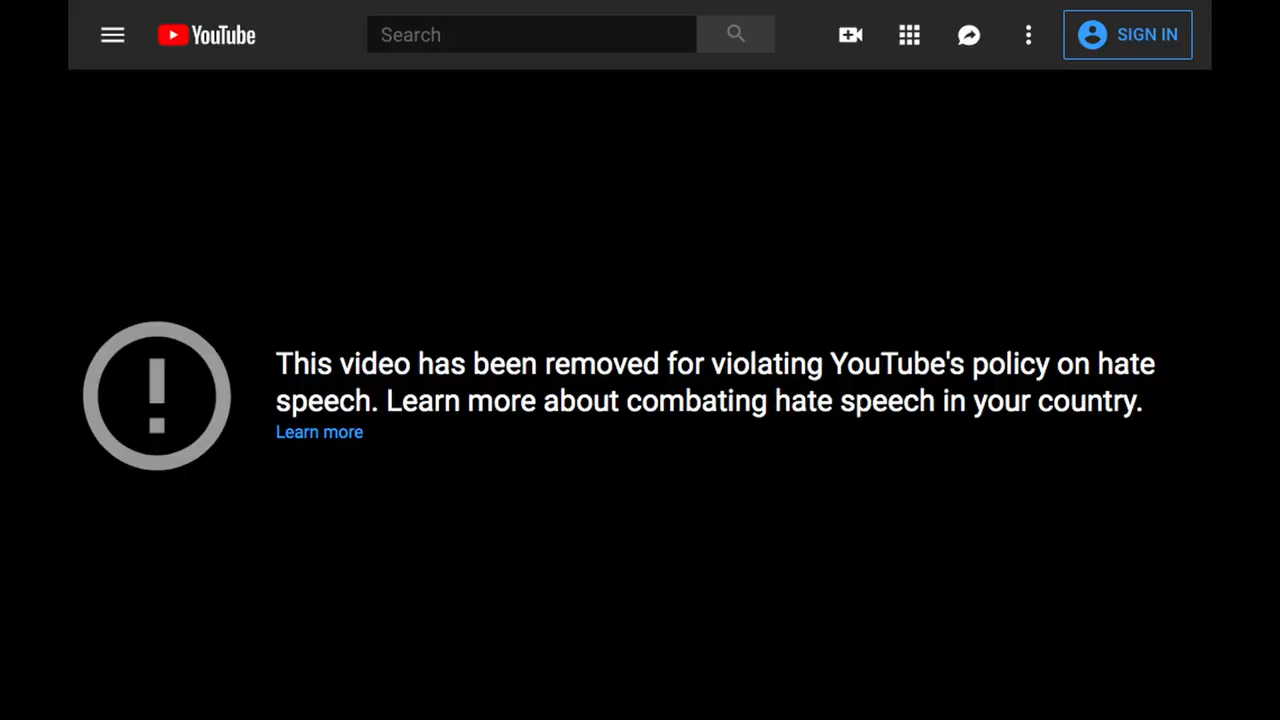 YouTube
Search
SIGN IN
This video has been removed for violating YouTube's policy on hate
speech. Learn more about combating hate speech in your country.
Learn more